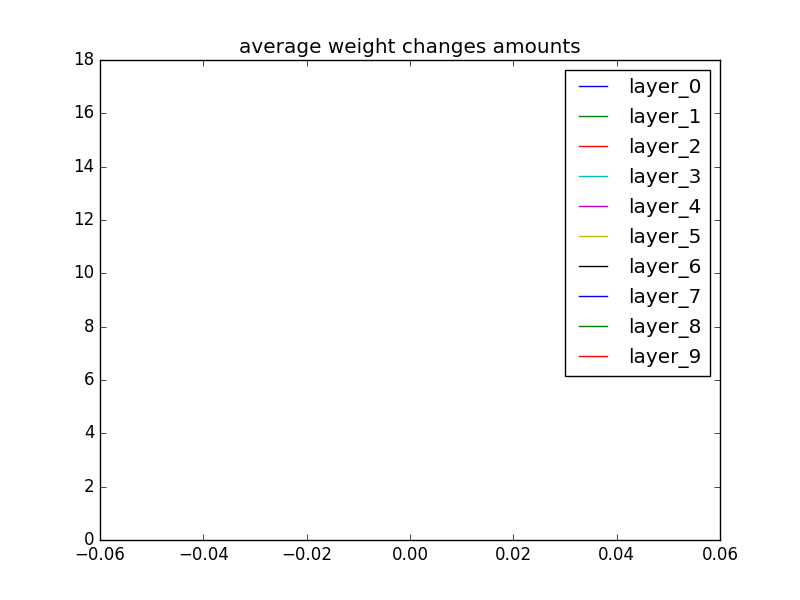 average weight changes amounts
18
16
14
12
10
8
6
4
2
0
−0.06 −0.04 −0.02 0.00 0.02 0.04 0.06
layer_0
layer_1
layer_2
layer_3
layer_4
layer_5
layer_6
layer_7
layer_8
layer_9